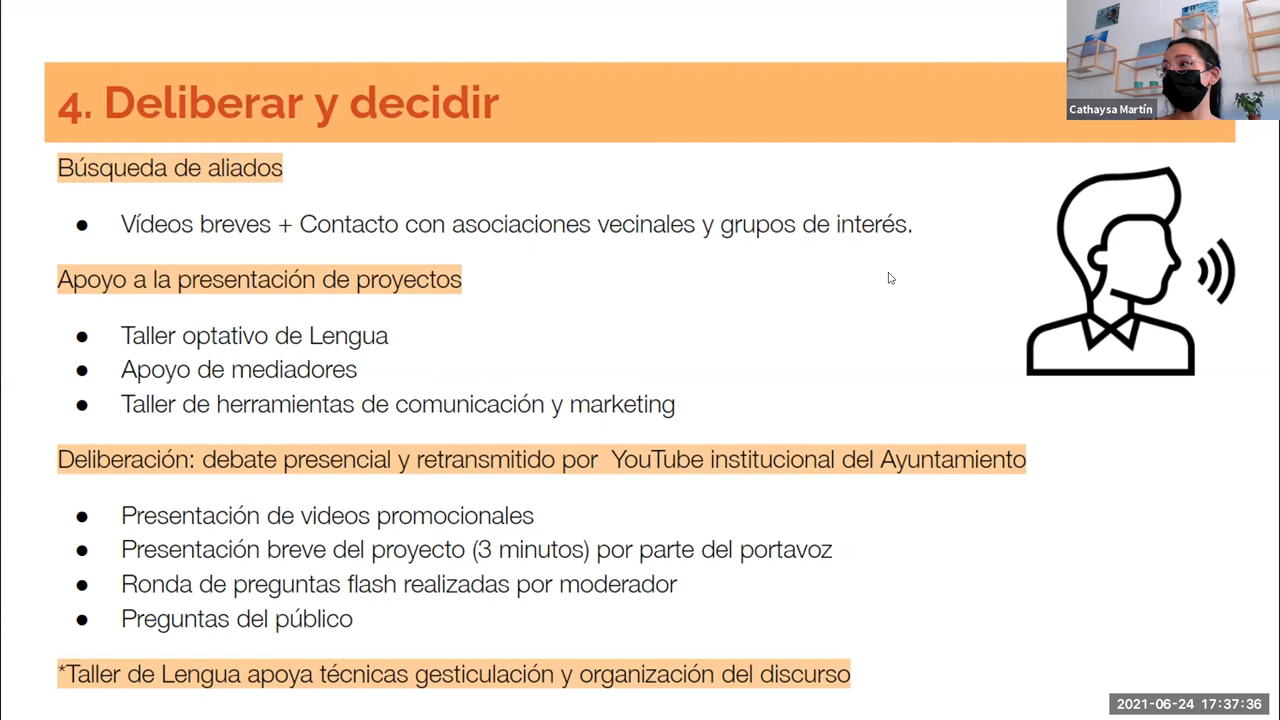 4. Deliberar y decidir
Cathaysa Martín
Búsqueda de aliados
● Vídeos breves + Contacto con asociaciones vecinales y grupos de interés.
Apoyo a la presentación de proyectos
● Taller optativo de Lengua
● Apoyo de mediadores
● Taller de herramientas de comunicación y marketing
Deliberación: debate presencial y retransmitido por YouTube institucional del Ayuntamiento
● Presentación de videos promocionales
● Presentación breve del proyecto (3 minutos) por parte del portavoz
● Ronda de preguntas flash realizadas por moderador
● Preguntas del público
*Taller de Lengua apoya técnicas gesticulación y organización del discurso
2021-06-24 17:37:36